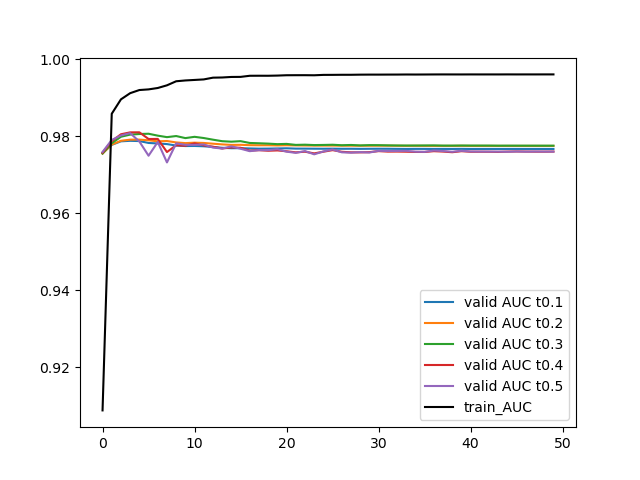 1.00
0.98
0.96
0.94
0.92
0
10
20
30
40
50
valid AUC t0.1
valid AUC t0.2
valid AUC t0.3
valid AUC t0.4
valid AUC t0.5
train_AUC